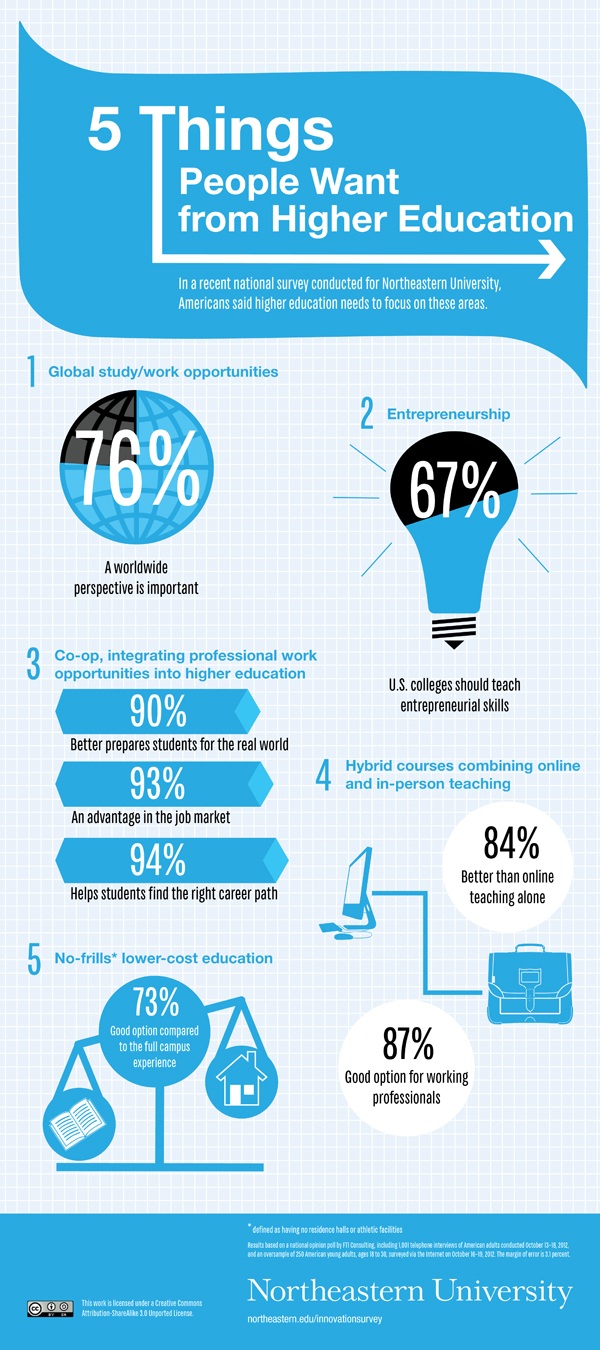 5 Things
People Want
from Higher Education
In a recent national survey conducted for Northeastern University,
Americans said higher education needs to focus on these areas.
1 Global study/work opportunities
76%
A worldwide
perspective is important
2 Entrepreneurship
67%
U.S. colleges should teach
entrepreneurial skills
3 Co-op, integrating professional work
opportunities into higher education
90%
Better prepares students for the real world
93%
An advantage in the job market
94%
Helps students find the right career path
4 Hybrid courses combining online
and in-person teaching
84%
Better than online
teaching alone
87%
Good option for working
professionals
5 No-frills* lower-cost education
73%
Good option compared
to the full campus
experience
* defined as having no residence halls or athletic facilities
Results based on a national opinion poll by FTI Consulting, including 1,001 telephone interviews of American adults conducted October 13-18, 2012,
and an oversample of 250 American young adults, ages 18 to 30, surveyed via the Internet on October 16-19, 2012. The margin of error is 3.1 percent.
Northeastern University
northeastern.edu/innovationsurvey
cc
BY
This work is licensed under a Creative Commons
Attribution-ShareAlike 3.0 Unported License.